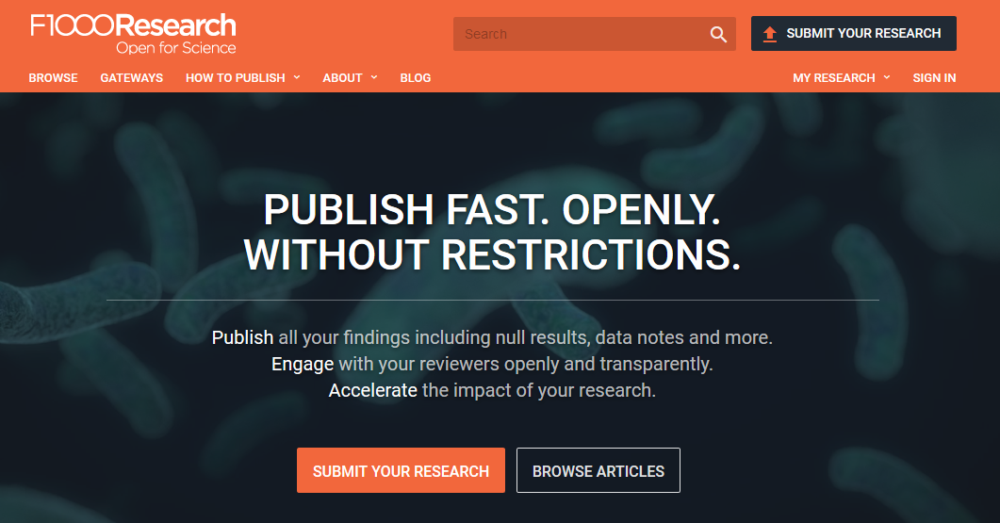 F1000Research
Open for Science
Search
SUBMIT YOUR RESEARCH
BROWSE GATEWAYS HOW TO PUBLISH ABOUT BLOG MY RESEARCH SIGN IN
PUBLISH FAST. OPENLY.
WITHOUT RESTRICTIONS.
Publish all your findings including null results, data notes and more.
Engage with your reviewers openly and transparently.
Accelerate the impact of your research.
SUBMIT YOUR RESEARCH BROWSE ARTICLES